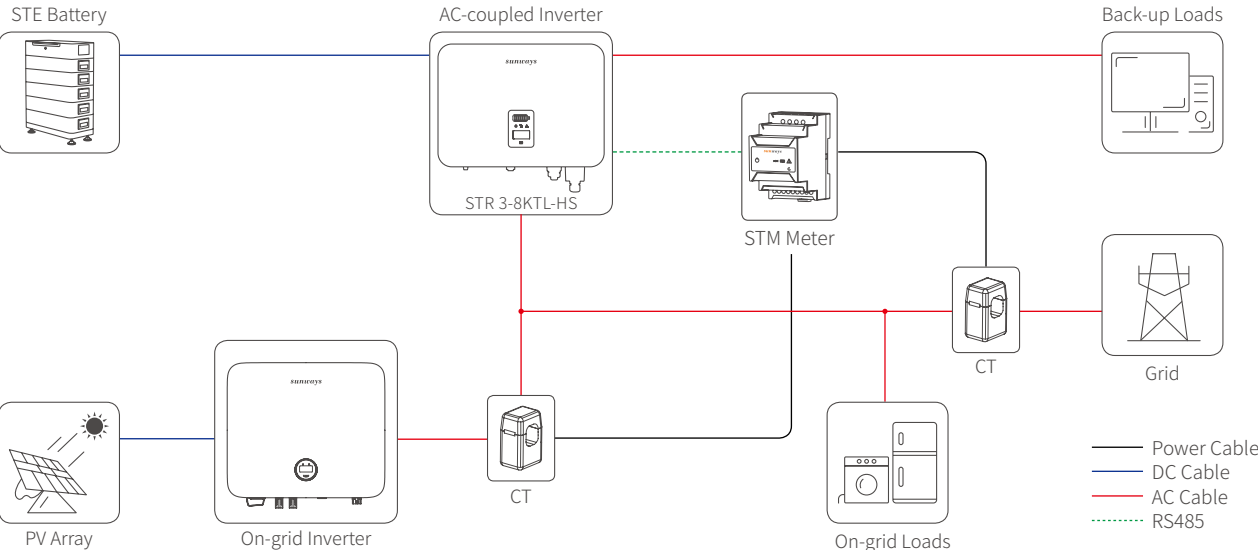 STE Battery
AC-coupled Inverter
Back-up Loads
sunways
STR 3-8KTL-HS
sunways
STM Meter
CT
Grid
sunways
CT
PV Array
On-grid Inverter
On-grid Loads
Power Cable
DC Cable
AC Cable
RS485